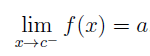 lim f(x) = a
x→c⁻